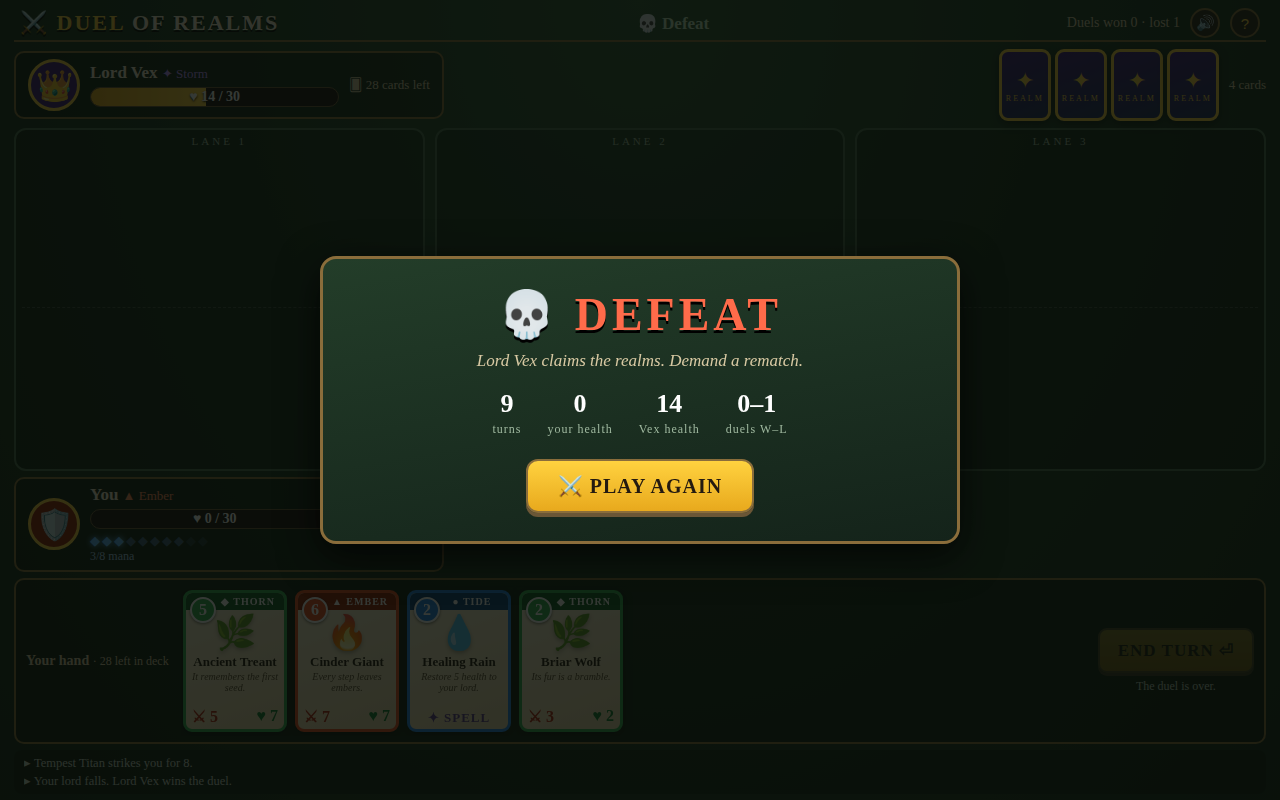 ⚔️ DUEL OF REALMS
💀 Defeat
Duels won 0 · lost 1
?
Lord Vex ✦ Storm
♥ 14 / 30
28 cards left
REALM REALM REALM REALM
4 cards
LANE 1
LANE 2
LANE 3
💀 DEFEAT
Lord Vex claims the realms. Demand a rematch.
9 0 14 0–1
turns your health Vex health duels W–L
⚔️ PLAY AGAIN
You ▲ Ember
♥ 0 / 30
3/8 mana
Your hand · 28 left in deck
5 ◆ THORN
Ancient Treant
It remembers the first
seed.
⚔ 5 ♥ 7
6 ▲ EMBER
Cinder Giant
Every step leaves
embers.
⚔ 7 ♥ 7
2 ● TIDE
Healing Rain
Restore 5 health to
your lord.
✦ SPELL
2 ◆ THORN
Briar Wolf
Its fur is a bramble.
⚔ 3 ♥ 2
END TURN ⏎
The duel is over.
▸ Tempest Titan strikes you for 8.
▸ Your lord falls. Lord Vex wins the duel.